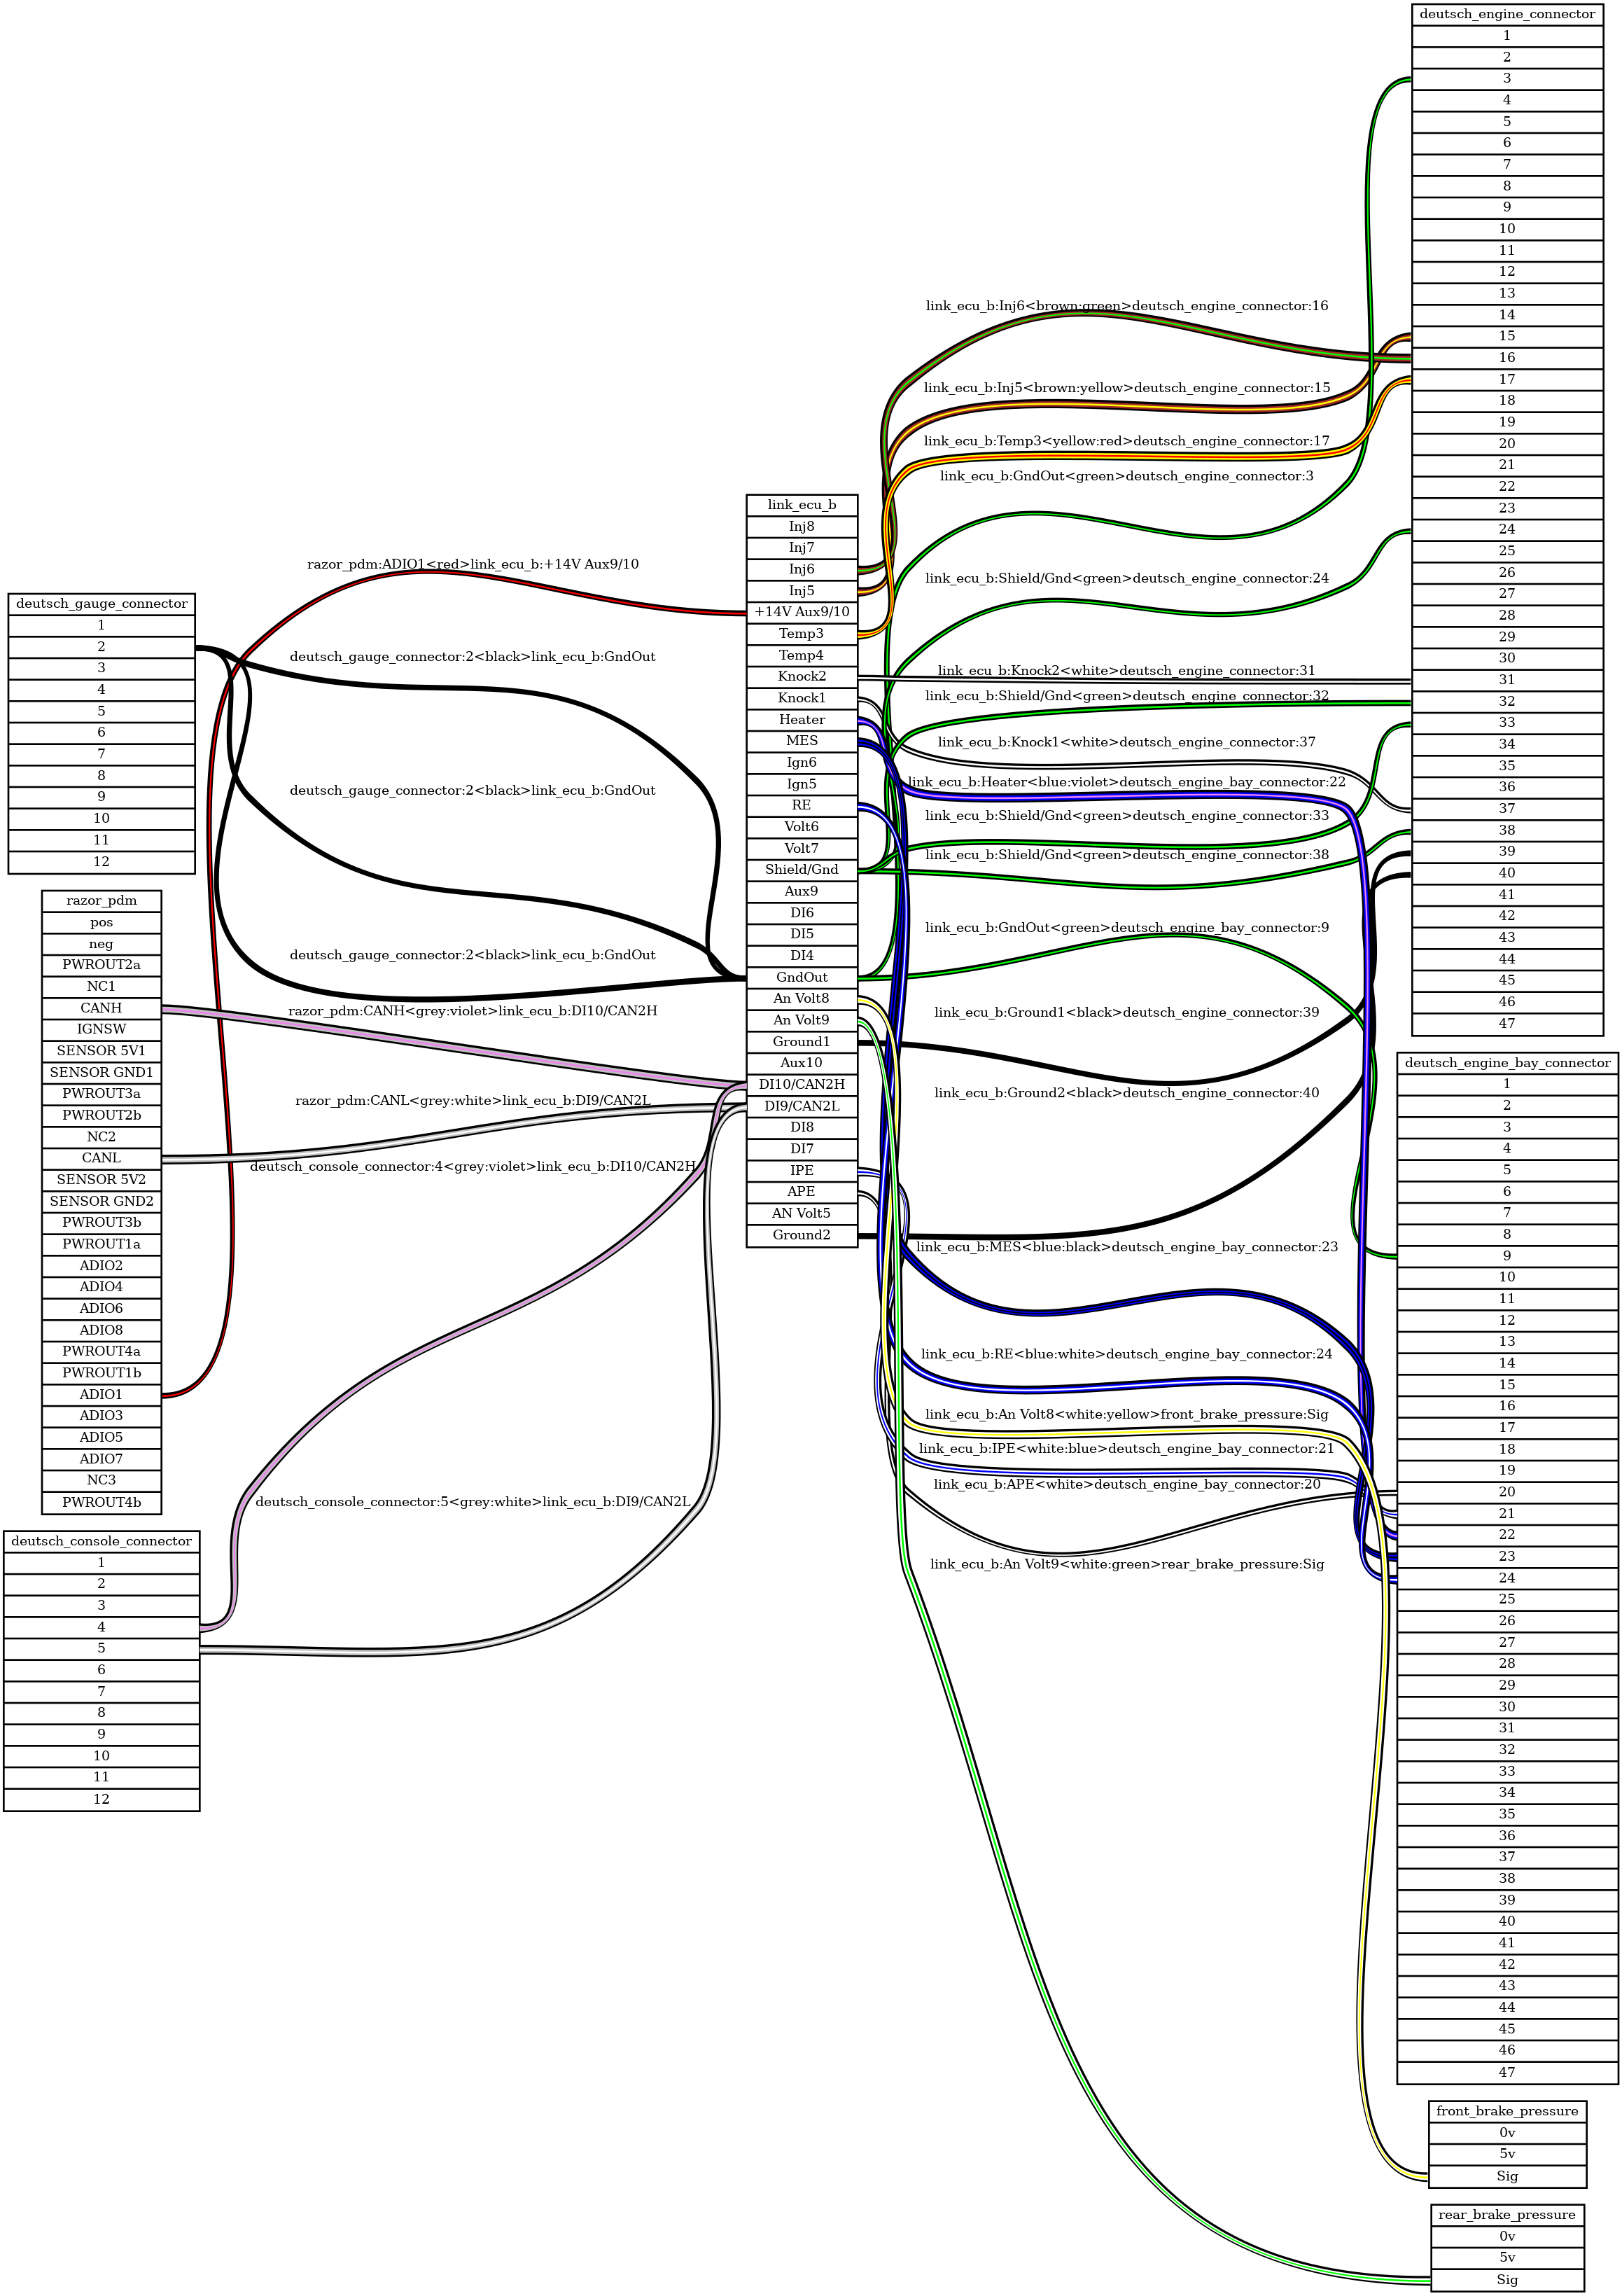 deutsch_gauge_connector
1
2
3
4
5
6
7
8
9
10
11
12
razor_pdm
pos
neg
PWROUT2a
NC1
CANH
IGNSW
SENSOR 5V1
SENSOR GND1
PWROUT3a
PWROUT2b
NC2
CANL
SENSOR 5V2
SENSOR GND2
PWROUT3b
PWROUT1a
ADIO2
ADIO4
ADIO6
ADIO8
PWROUT4a
PWROUT1b
ADIO1
ADIO3
ADIO5
ADIO7
NC3
PWROUT4b
deutsch_console_connector
1
2
3
4
5
6
7
8
9
10
11
12
razor_pdm:ADIO1<red>link_ecu_b:+14V Aux9/10
deutsch_gauge_connector:2<black>link_ecu_b:GndOut
deutsch_gauge_connector:2<black>link_ecu_b:GndOut
deutsch_gauge_connector:2<black>link_ecu_b:GndOut
razor_pdm:CANH<grey:violet>link_ecu_b:DI10/CAN2H
razor_pdm:CANL<grey:white>link_ecu_b:DI9/CAN2L
deutsch_console_connector:4<grey:violet>link_ecu_b:DI10/CAN2H
deutsch_console_connector:5<grey:white>link_ecu_b:DI9/CAN2L
link_ecu_b
Inj8
Inj7
Inj6
Inj5
+14V Aux9/10
Temp3
Temp4
Knock2
Knock1
Heater
MES
Ign6
Ign5
RE
Volt6
Volt7
Shield/Gnd
Aux9
DI6
DI5
DI4
GndOut
An Volt8
An Volt9
Ground1
Aux10
DI10/CAN2H
DI9/CAN2L
DI8
DI7
IPE
APE
AN Volt5
Ground2
link_ecu_b:Inj6<brown:green>deutsch_engine_connector:16
link_ecu_b:Inj5<brown:yellow>deutsch_engine_connector:15
link_ecu_b:Temp3<yellow:red>deutsch_engine_connector:17
link_ecu_b:GndOut<green>deutsch_engine_connector:3
link_ecu_b:Shield/Gnd<green>deutsch_engine_connector:24
link_ecu_b:Knock2<white>deutsch_engine_connector:31
link_ecu_b:Shield/Gnd<green>deutsch_engine_connector:32
link_ecu_b:Knock1<white>deutsch_engine_connector:37
link_ecu_b:Heater<blue:violet>deutsch_engine_bay_connector:22
link_ecu_b:Shield/Gnd<green>deutsch_engine_connector:33
link_ecu_b:Shield/Gnd<green>deutsch_engine_connector:38
link_ecu_b:GndOut<green>deutsch_engine_bay_connector:9
link_ecu_b:Ground1<black>deutsch_engine_connector:39
link_ecu_b:Ground2<black>deutsch_engine_connector:40
link_ecu_b:MES<blue:black>deutsch_engine_bay_connector:23
link_ecu_b:RE<blue:white>deutsch_engine_bay_connector:24
link_ecu_b:An Volt8<white:yellow>front_brake_pressure:Sig
link_ecu_b:IPE<white:blue>deutsch_engine_bay_connector:21
link_ecu_b:APE<white>deutsch_engine_bay_connector:20
link_ecu_b:An Volt9<white:green>rear_brake_pressure:Sig
deutsch_engine_connector
1
2
3
4
5
6
7
8
9
10
11
12
13
14
15
16
17
18
19
20
21
22
23
24
25
26
27
28
29
30
31
32
33
34
35
36
37
38
39
40
41
42
43
44
45
46
47
deutsch_engine_bay_connector
1
2
3
4
5
6
7
8
9
10
11
12
13
14
15
16
17
18
19
20
21
22
23
24
25
26
27
28
29
30
31
32
33
34
35
36
37
38
39
40
41
42
43
44
45
46
47
front_brake_pressure
0v
5v
Sig
rear_brake_pressure
0v
5v
Sig